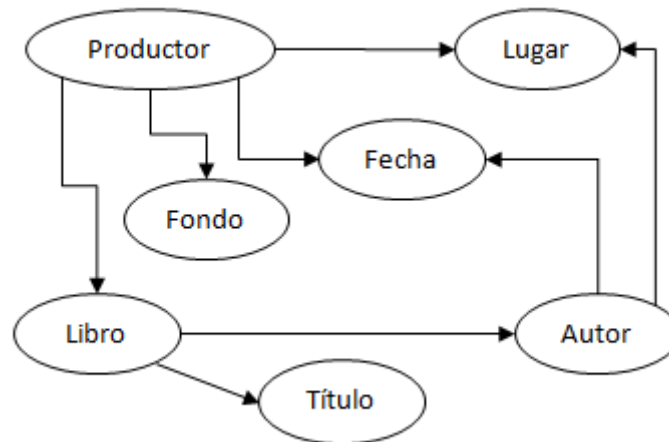 Productor
Lugar
Fecha
Fondo
Libro
Autor
Título